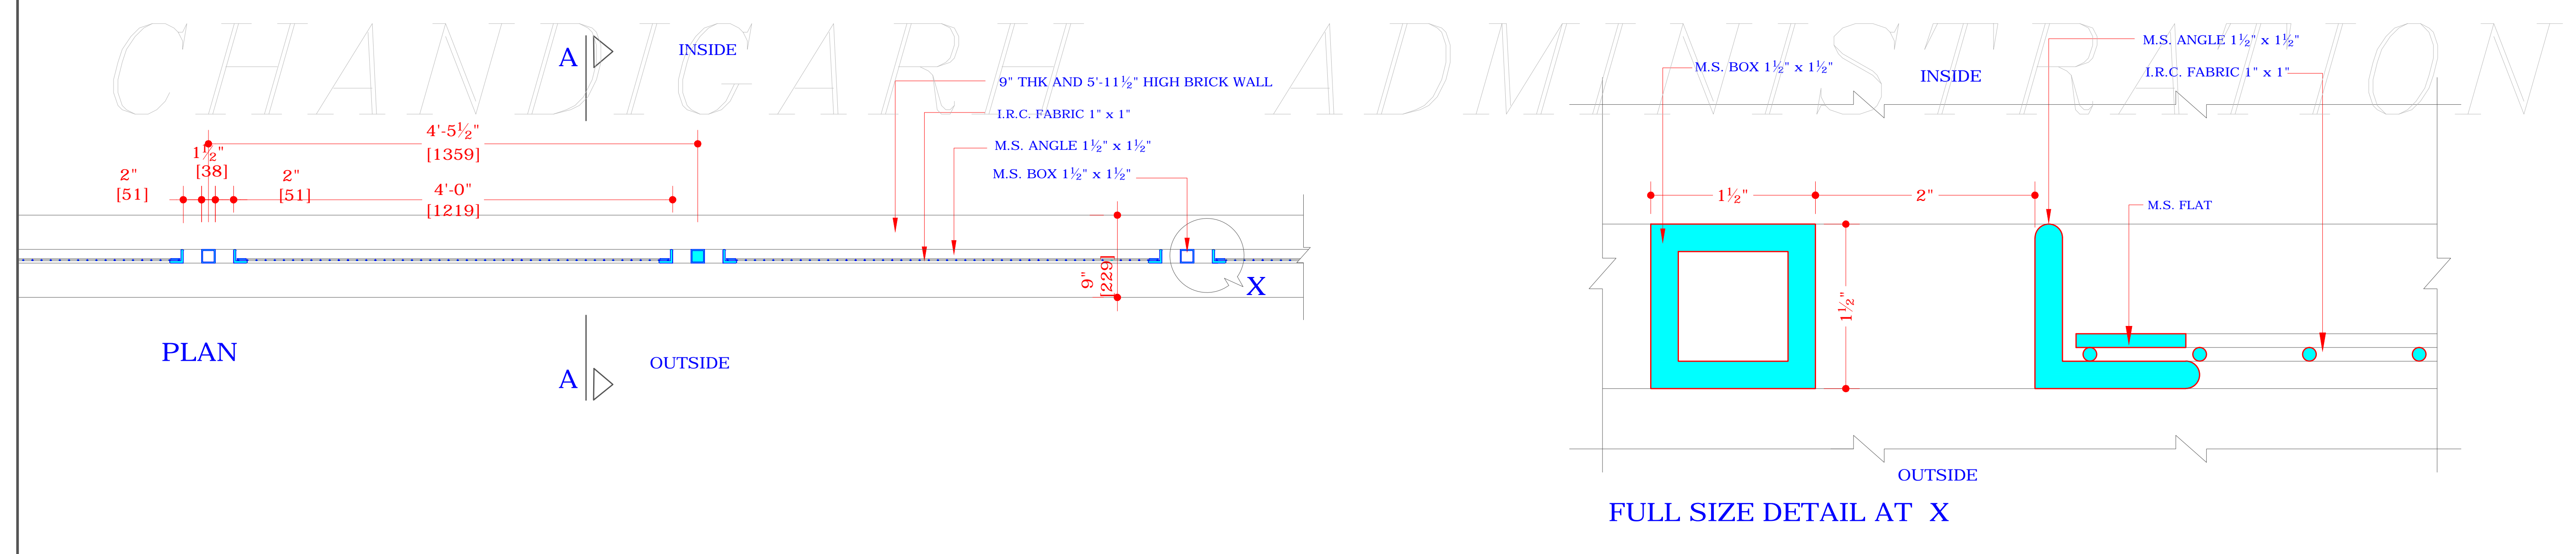 CHANDIGARH ADMINISTRATION
A
INSIDE
9" THK AND 5'-11½" HIGH BRICK WALL
I.R.C. FABRIC 1" x 1"
M.S. ANGLE 1½" x 1½"
M.S. BOX 1½" x 1½"
4'-5½"
[1359]
1½"
[38]
2"
[51]
2"
[51]
4'-0"
[1219]
9"
[229]
X
PLAN
A
OUTSIDE
M.S. BOX 1½" x 1½"
INSIDE
M.S. ANGLE 1½" x 1½"
I.R.C. FABRIC 1" x 1"
1½"
2"
M.S. FLAT
1½"
OUTSIDE
FULL SIZE DETAIL AT X